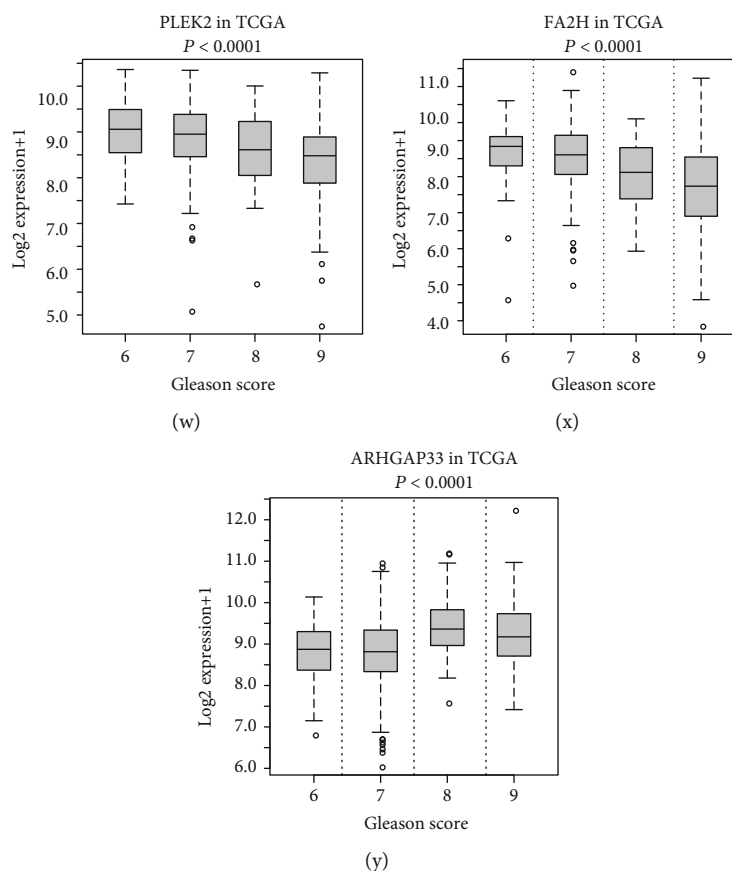 PLEK2 in TCGA
P < 0.0001
Log2 expression+1
10.0
9.0
8.0
7.0
6.0
5.0
6 7 8 9
Gleason score
(w)
FA2H in TCGA
P < 0.0001
Log2 expression+1
11.0
9.0
8.0
7.0
6.0
5.0
4.0
6 7 8 9
Gleason score
(x)
ARHGAP33 in TCGA
P < 0.0001
Log2 expression+1
12.0
11.0
10.0
9.0
8.0
7.0
6.0
6 7 8 9
Gleason score
(y)